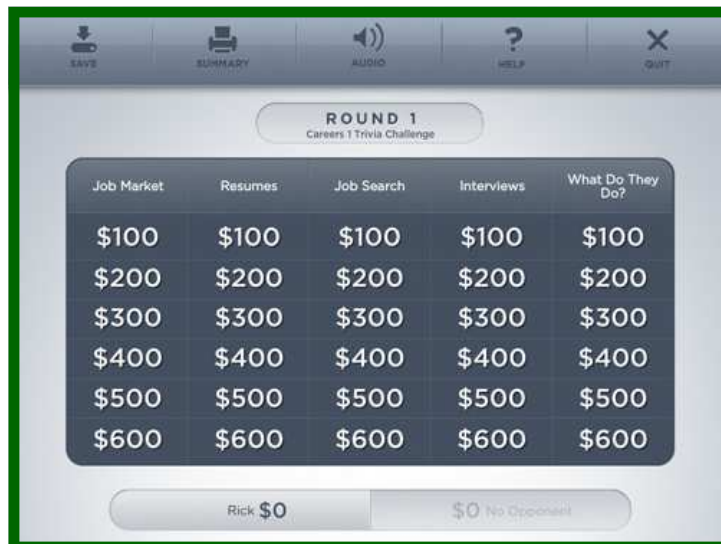 SAVE SUMMARY AUDIO HELP QUIT
ROUND 1
Careers 1 Trivia Challenge
Job Market Resumes Job Search Interviews What Do They
Do?
$100 $100 $100 $100 $100
$200 $200 $200 $200 $200
$300 $300 $300 $300 $300
$400 $400 $400 $400 $400
$500 $500 $500 $500 $500
$600 $600 $600 $600 $600
Rick $0 $0 No Opponent